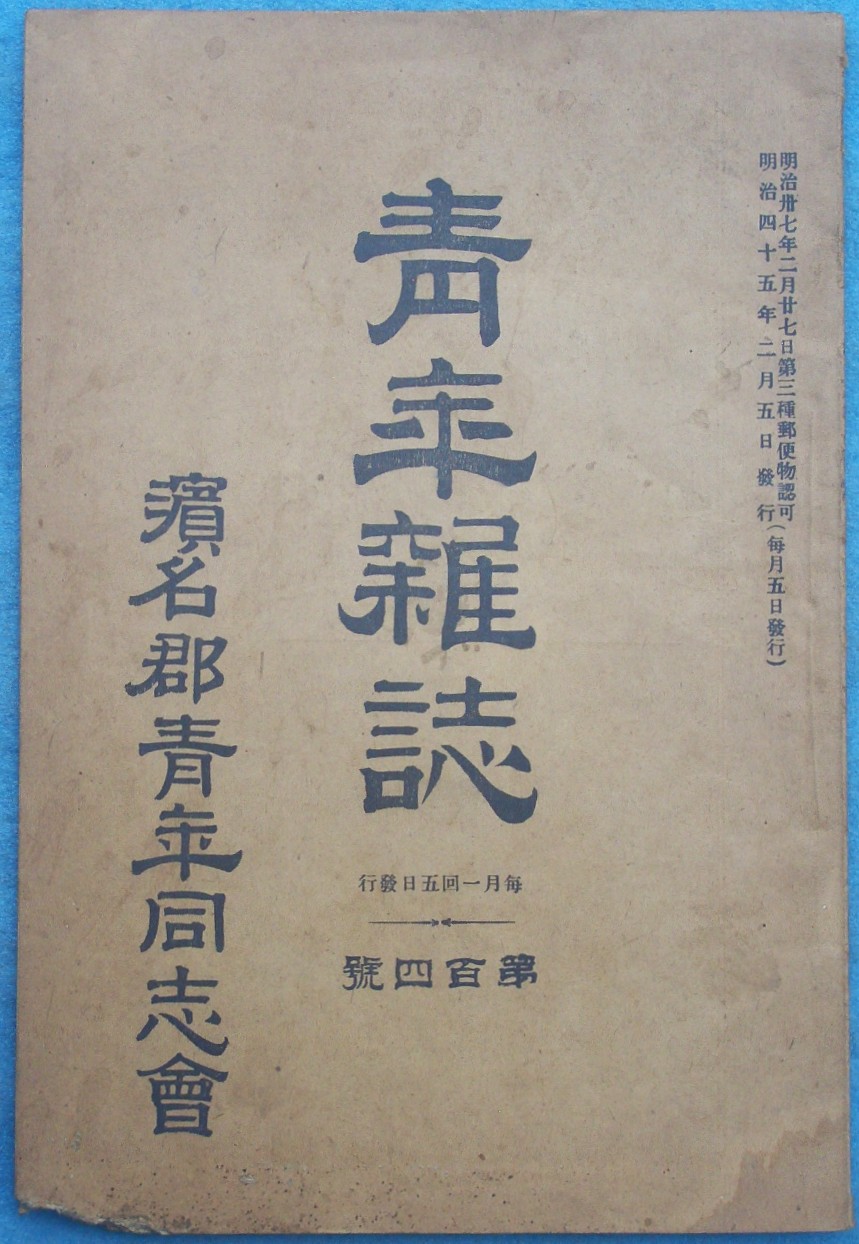 明治卅七年二月廿七日第三種郵便物認可
明治四十五年二月五日發行(每月五日發行)
青年雜誌
行發日五回一月每
號四百第
濱名郡青年同志會